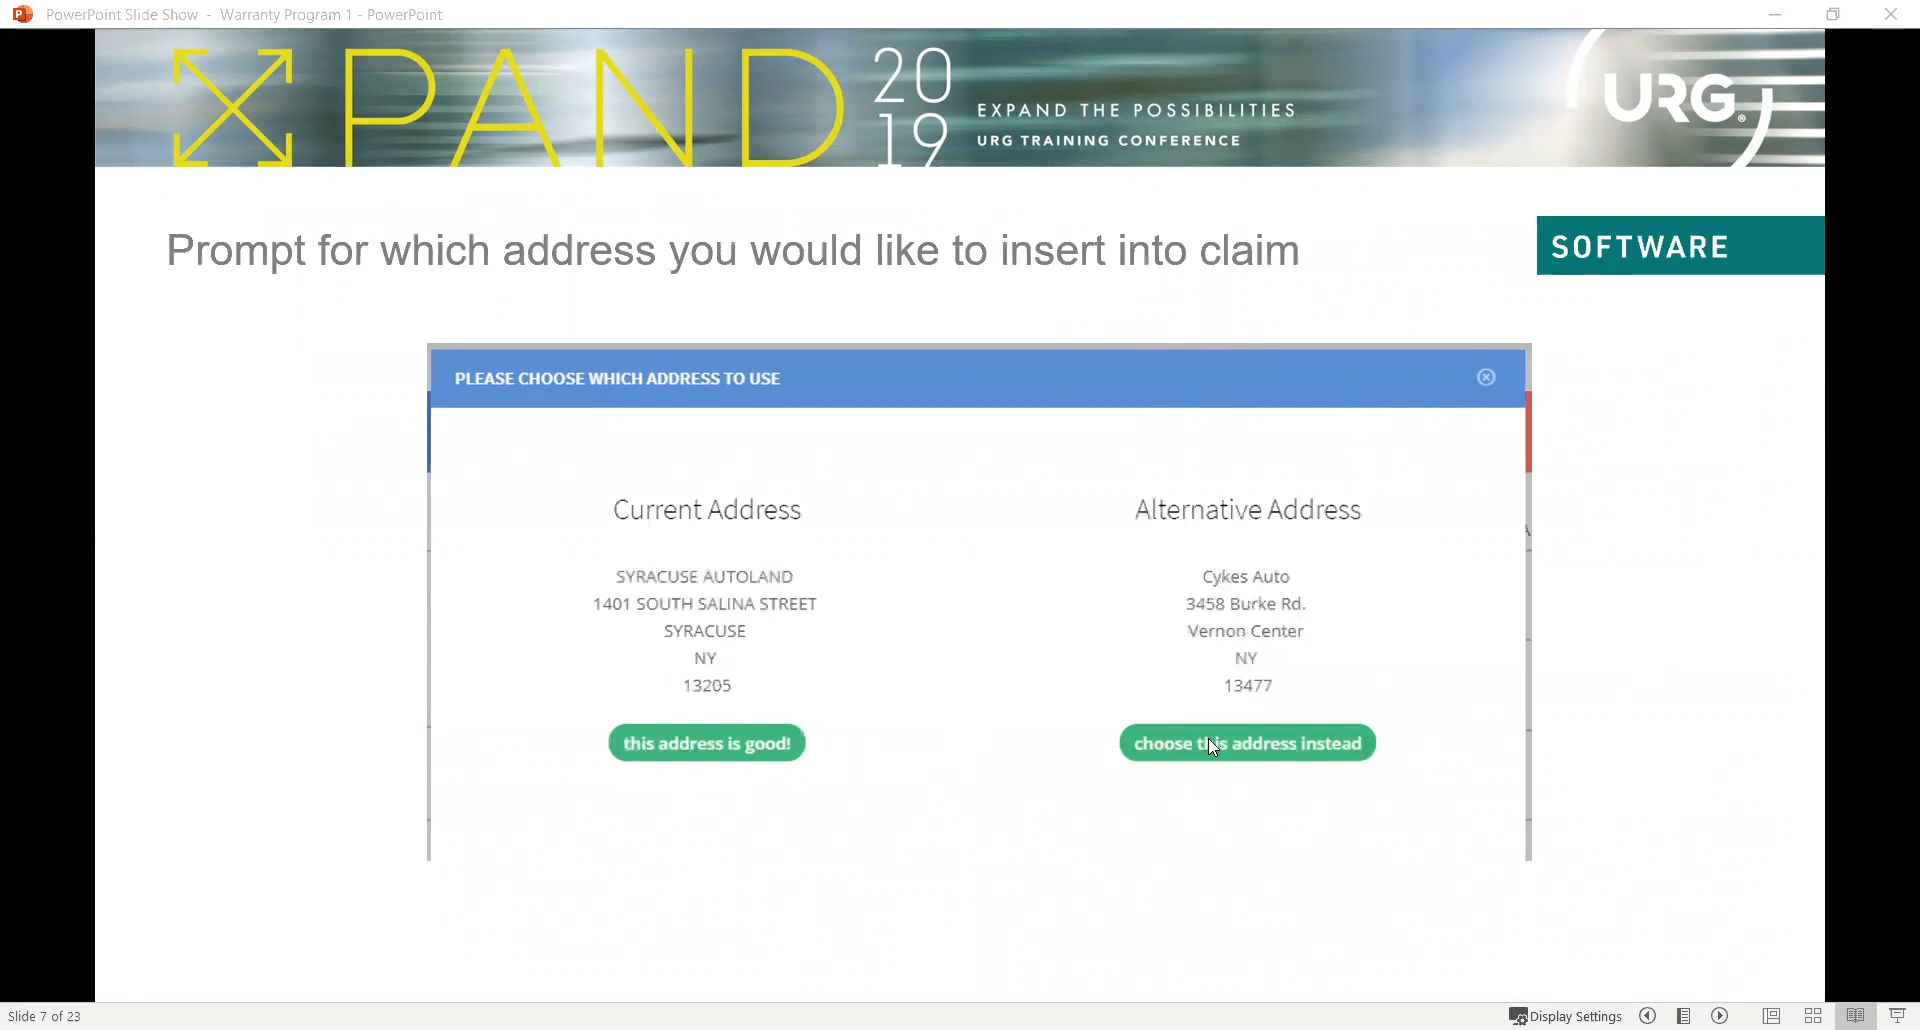 PowerPoint Slide Show - Warranty Program 1 - PowerPoint
XPAND 2019
EXPAND THE POSSIBILITIES
URG TRAINING CONFERENCE
URG®
Prompt for which address you would like to insert into claim
SOFTWARE
PLEASE CHOOSE WHICH ADDRESS TO USE
Current Address
SYRACUSE AUTOLAND
1401 SOUTH SALINA STREET
SYRACUSE
NY
13205
this address is good!
Alternative Address
Cykes Auto
3458 Burke Rd.
Vernon Center
NY
13477
choose this address instead
Slide 7 of 23
Display Settings